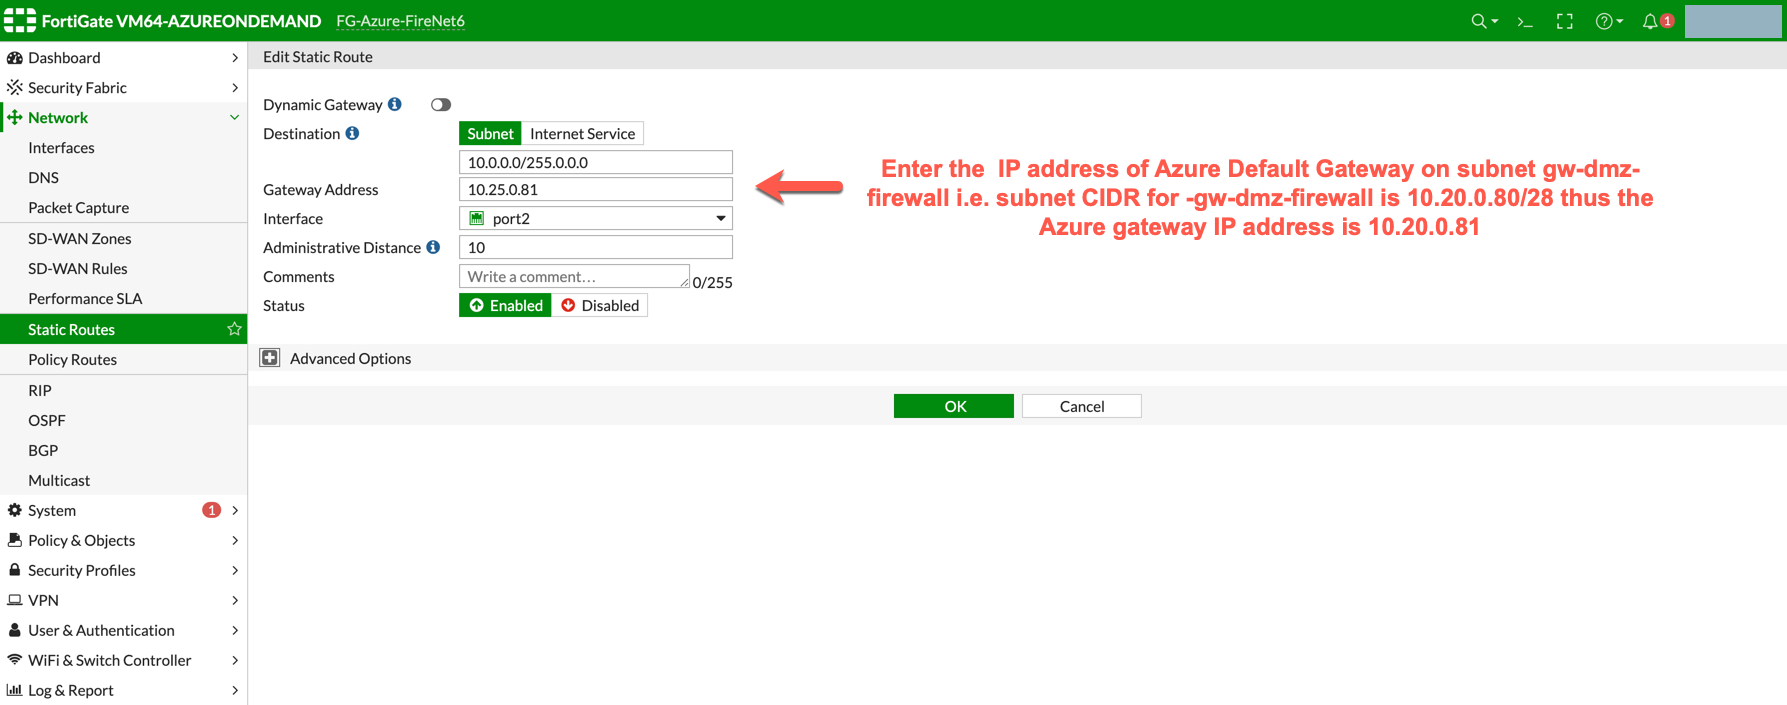 FortiGate VM64-AZUREONDEMAND FG-Azure-FireNet6
1
Dashboard
Security Fabric
Network
Interfaces
DNS
Packet Capture
SD-WAN Zones
SD-WAN Rules
Performance SLA
Static Routes
Policy Routes
RIP
OSPF
BGP
Multicast
System 1
Policy & Objects
Security Profiles
VPN
User & Authentication
WiFi & Switch Controller
Log & Report
Edit Static Route
Dynamic Gateway
Destination Subnet Internet Service
10.0.0.0/255.0.0.0
Gateway Address 10.25.0.81
Interface port2
Administrative Distance 10
Comments Write a comment... 0/255
Status Enabled Disabled
Advanced Options
OK Cancel
Enter the  IP address of Azure Default Gateway on subnet gw-dmz-
firewall i.e. subnet CIDR for -gw-dmz-firewall is 10.20.0.80/28 thus the
Azure gateway IP address is 10.20.0.81